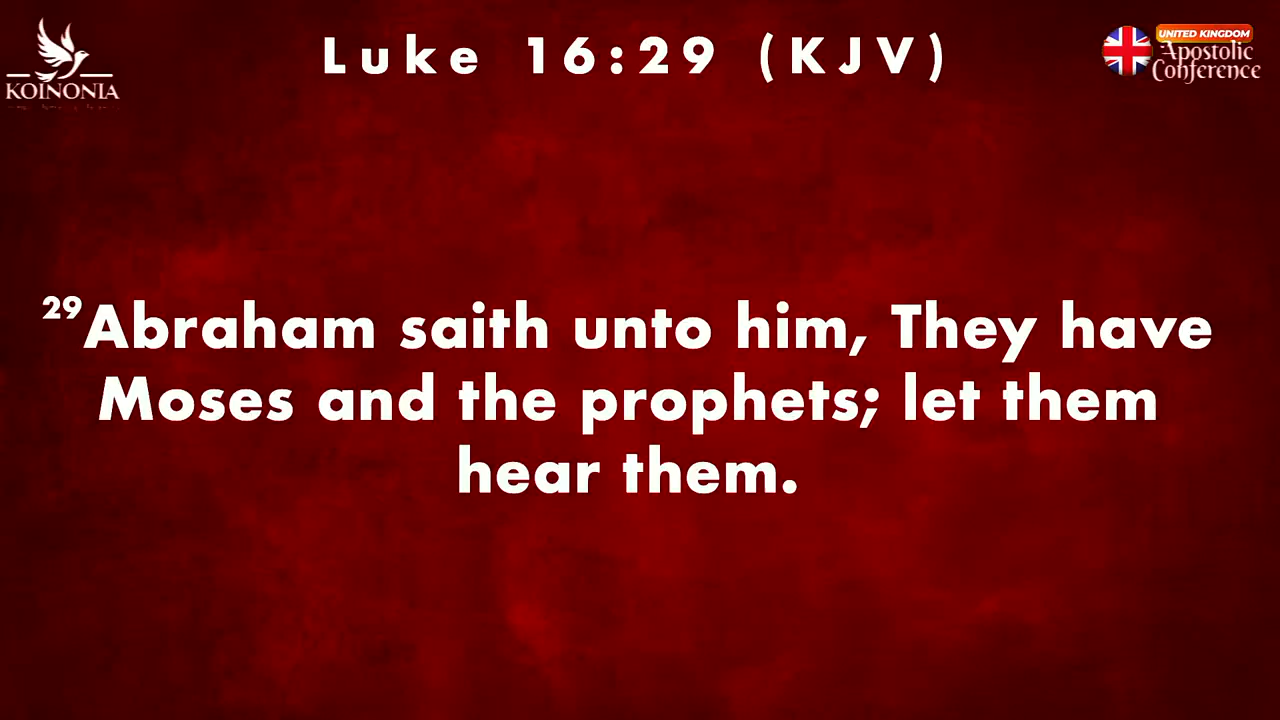 KOINONIA
Luke 16:29 (KJV)
UNITED KINGDOM
Apostolic
Conference
29Abraham saith unto him, They have
Moses and the prophets; let them
hear them.